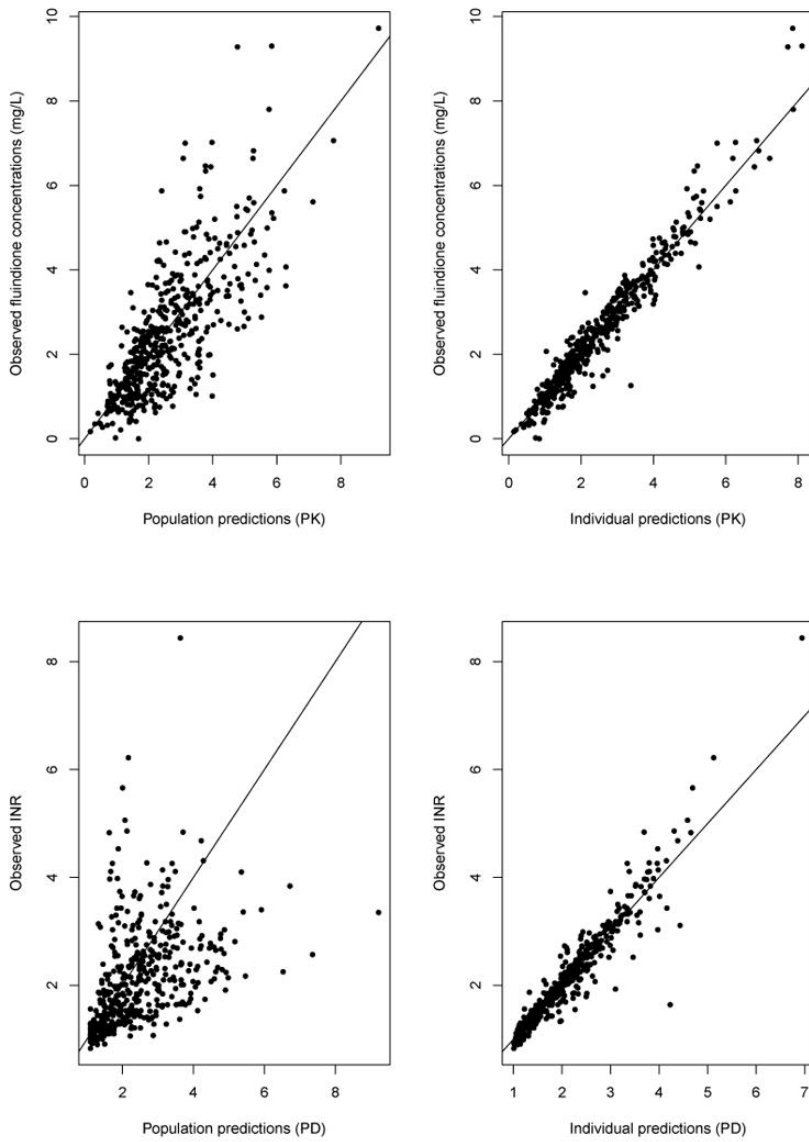 Observed fluindione concentrations (mg/L)
0 2 4 6 8 10
0 2 4 6 8
Population predictions (PK)
Observed fluindione concentrations (mg/L)
0 2 4 6 8 10
0 2 4 6 8
Individual predictions (PK)
Observed INR
2 4 6 8
2 4 6 8
Population predictions (PD)
Observed INR
2 4 6 8
1 2 3 4 5 6 7
Individual predictions (PD)